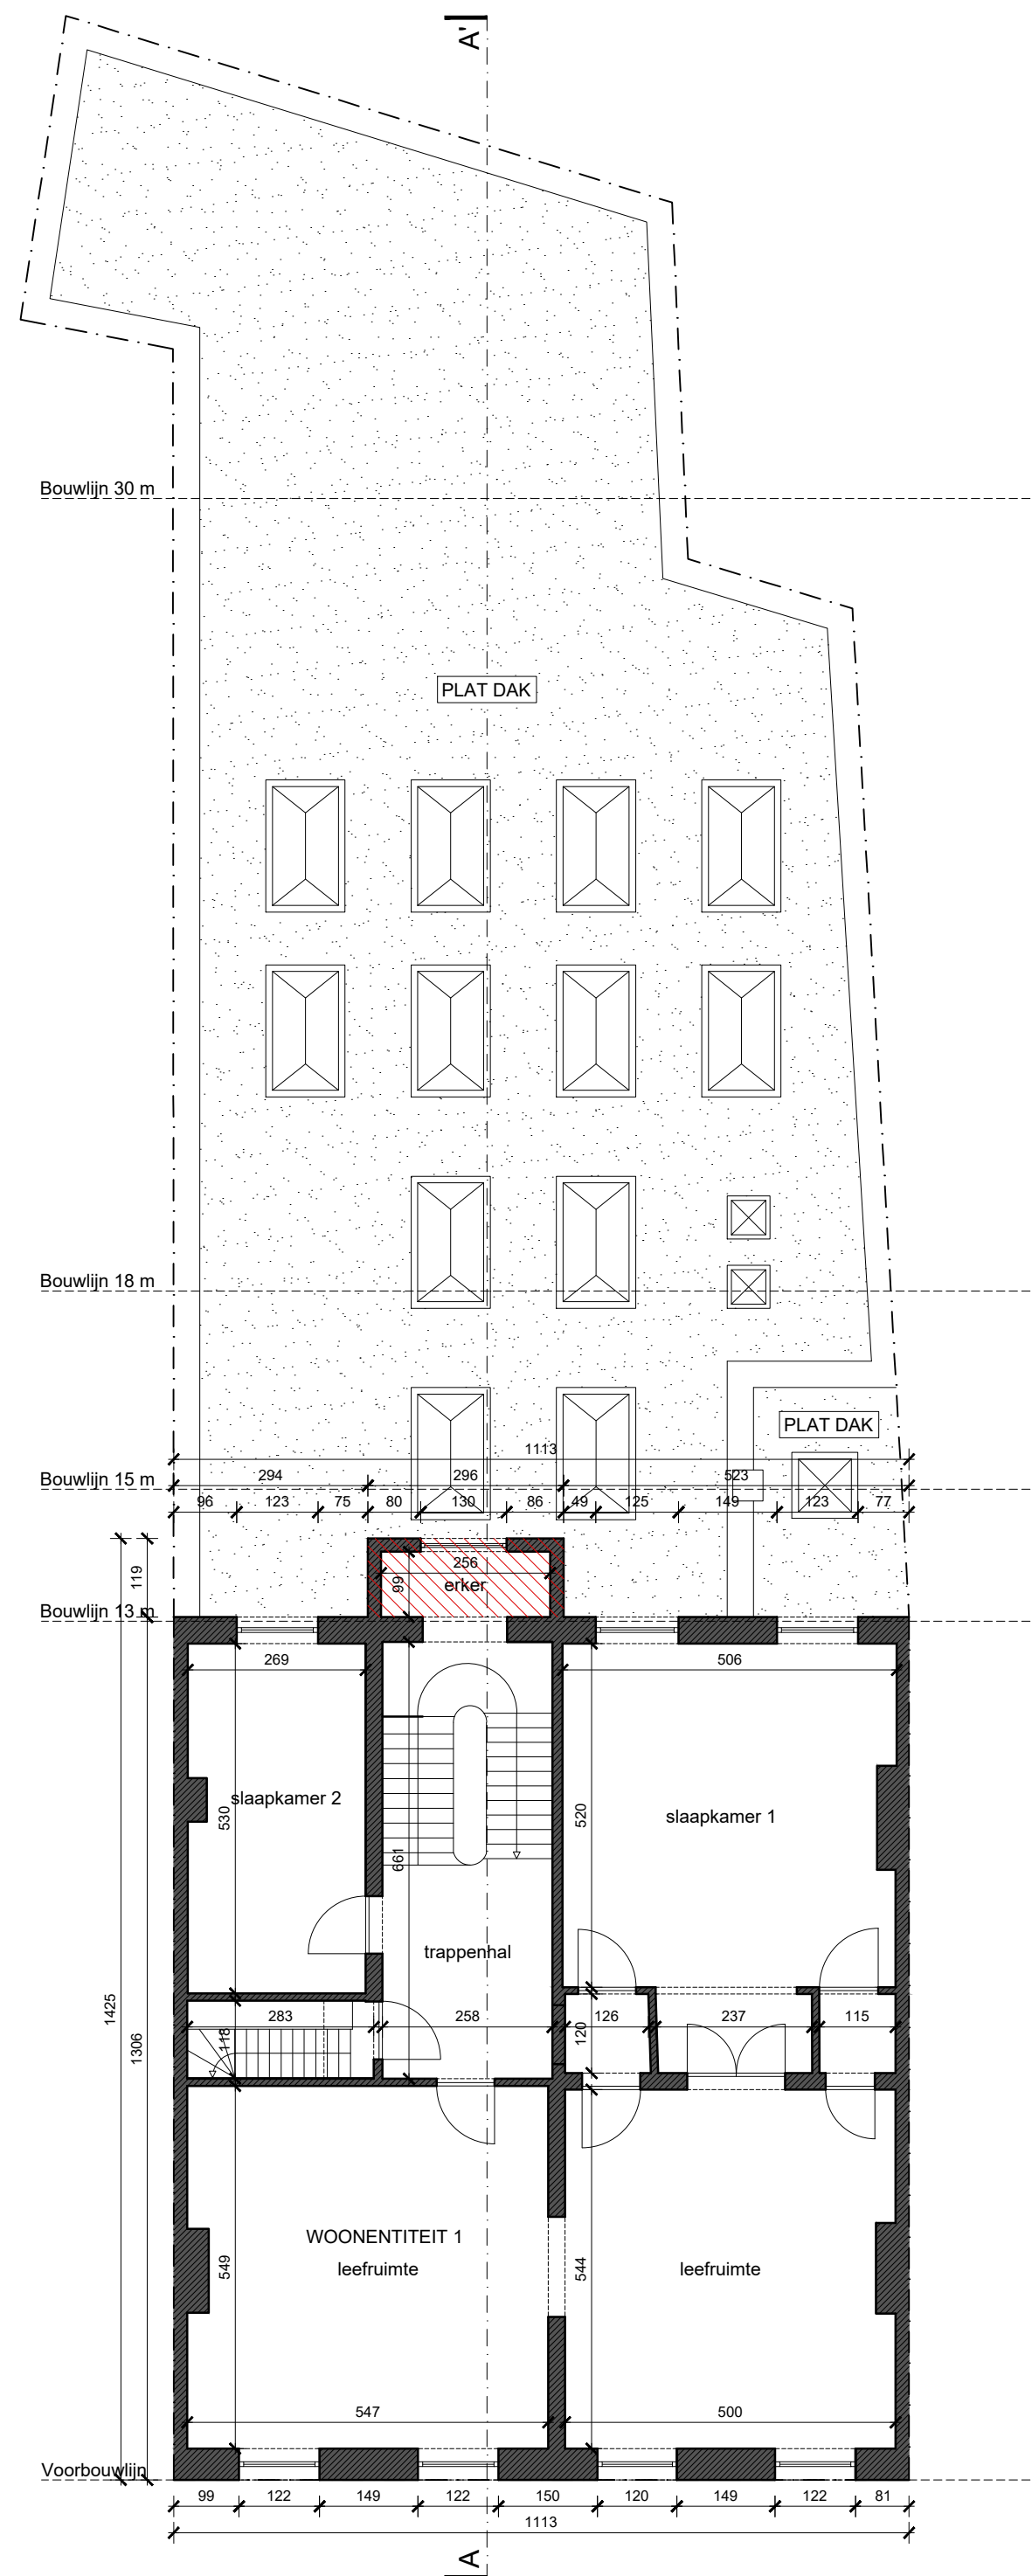 A'
Bouwlijn 30 m
PLAT DAK
Bouwlijn 18 m
PLAT DAK
1113
Bouwlijn 15 m
294 296 523
96 123 75 80 130 86 49 125 149 123 77
119
256
99
erker
Bouwlijn 13 m
269 506
slaapkamer 2
530
slaapkamer 1
520
661
trappenhal
1425
1306
283 258 126 237 115
118
120
WOONENTITEIT 1
549
leefruimte
544
leefruimte
547 500
Voorbouwlijn
99 122 149 122 150 120 149 122 81
1113
A